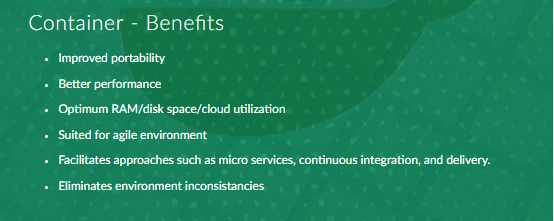 Container - Benefits
• Improved portability
• Better performance
• Optimum RAM/disk space/cloud utilization
• Suited for agile environment
• Facilitates approaches such as micro services, continuous integration, and delivery.
• Eliminates environment inconsistancies